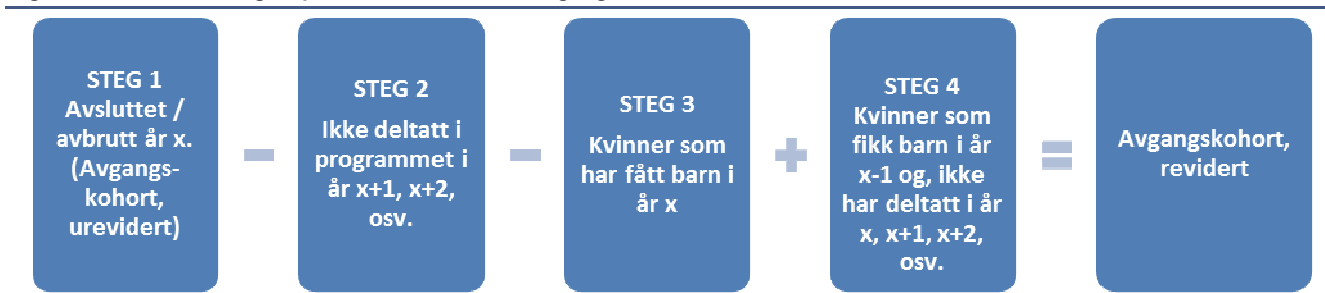 STEG 1
Avsluttet /
avbrutt år x.
(Avgangs-
kohort,
urevidert)
STEG 2
Ikke deltatt i
programmet i
år x+1, x+2,
osv.
STEG 3
Kvinner som
har fått barn i
år x
STEG 4
Kvinner som
fikk barn i år
x-1 og, ikke
har deltatt i år
x, x+1, x+2,
osv.
Avgangskohort,
revidert